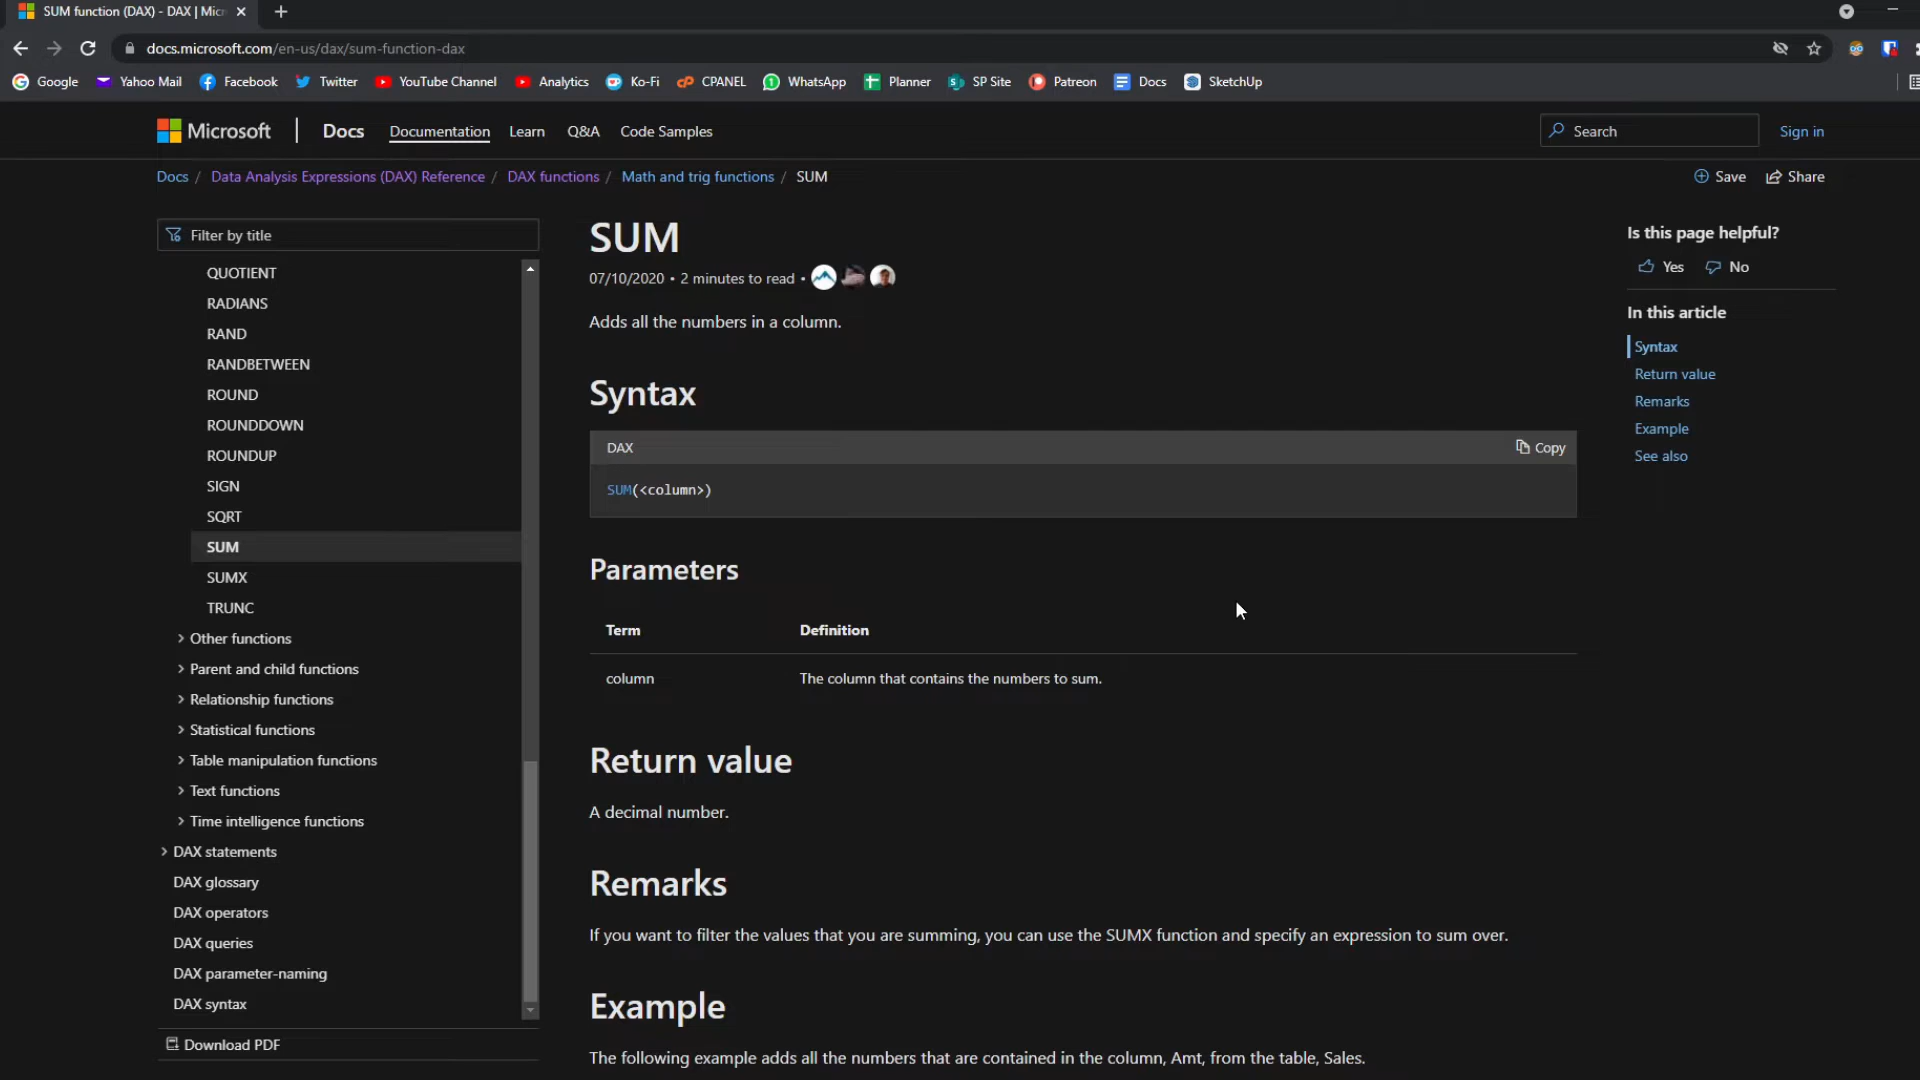 SUM function (DAX) - DAX | Mic
docs.microsoft.com/en-us/dax/sum-function-dax
Google Yahoo Mail Facebook Twitter YouTube Channel Analytics Ko-Fi CPANEL WhatsApp Planner SP Site Patreon Docs SketchUp
Microsoft | Docs Documentation Learn Q&A Code Samples Search Sign in
Docs / Data Analysis Expressions (DAX) Reference / DAX functions / Math and trig functions / SUM Save Share
Filter by title
QUOTIENT
RADIANS
RAND
RANDBETWEEN
ROUND
ROUNDDOWN
ROUNDUP
SIGN
SQRT
SUM
SUMX
TRUNC
Other functions
Parent and child functions
Relationship functions
Statistical functions
Table manipulation functions
Text functions
Time intelligence functions
DAX statements
DAX glossary
DAX operators
DAX queries
DAX parameter-naming
DAX syntax
Download PDF
SUM
07/10/2020 • 2 minutes to read •
Adds all the numbers in a column.
Syntax
DAX Copy
SUM(<column>)
Parameters
Term Definition
column The column that contains the numbers to sum.
Return value
A decimal number.
Remarks
If you want to filter the values that you are summing, you can use the SUMX function and specify an expression to sum over.
Example
The following example adds all the numbers that are contained in the column, Amt, from the table, Sales.
Is this page helpful?
Yes No
In this article
Syntax
Return value
Remarks
Example
See also